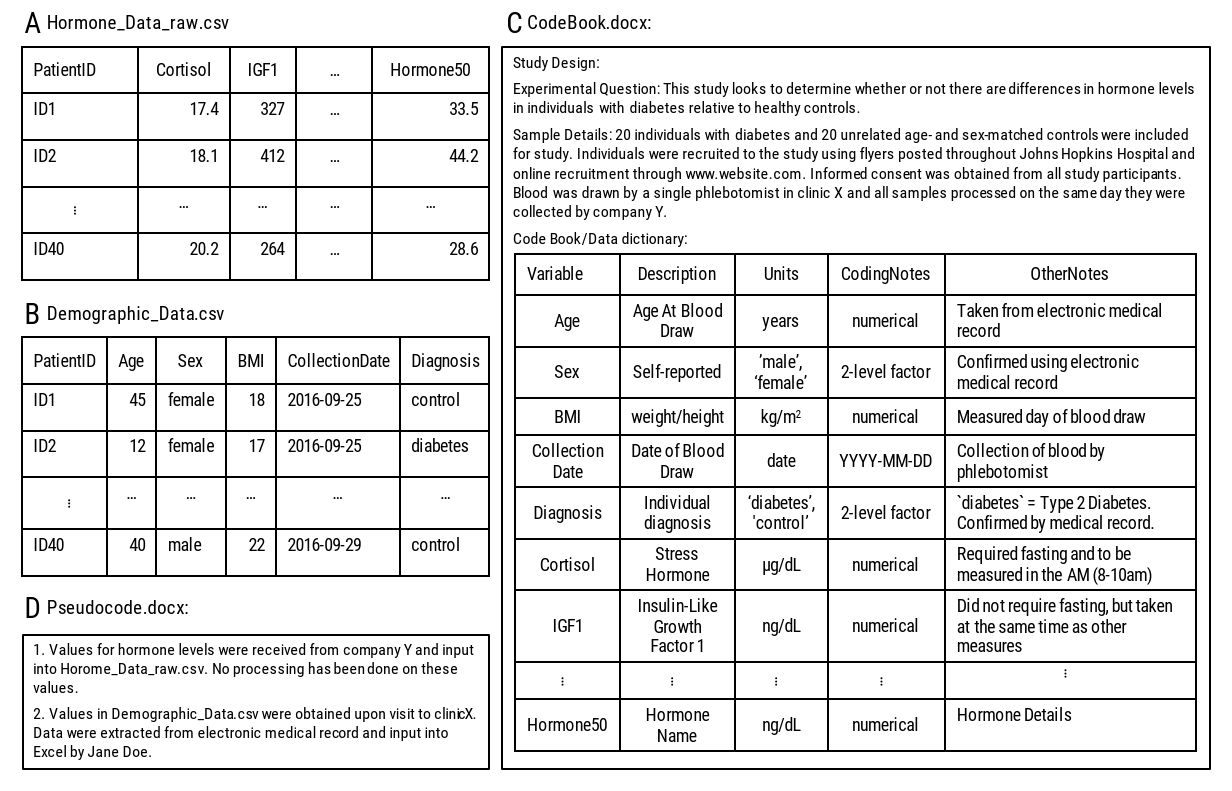 A Hormone_Data_raw.csv
PatientID Cortisol IGF1 ... Hormone50
ID1 17.4 327 ... 33.5
ID2 18.1 412 ... 44.2
⋮ ... ... ... ...
ID40 20.2 264 ... 28.6
B Demographic_Data.csv
PatientID Age Sex BMI CollectionDate Diagnosis
ID1 45 female 18 2016-09-25 control
ID2 12 female 17 2016-09-25 diabetes
⋮ ... ... ... ... ...
ID40 40 male 22 2016-09-29 control
D Pseudocode.docx:
1. Values for hormone levels were received from company Y and input
into Horome_Data_raw.csv. No processing has been done on these
values.
2. Values in Demographic_Data.csv were obtained upon visit to clinicX.
Data were extracted from electronic medical record and input into
Excel by Jane Doe.
C CodeBook.docx:
Study Design:
Experimental Question: This study looks to determine whether or not there are differences in hormone levels
in individuals with diabetes relative to healthy controls.
Sample Details: 20 individuals with diabetes and 20 unrelated age- and sex-matched controls were included
for study. Individuals were recruited to the study using flyers posted throughout Johns Hopkins Hospital and
online recruitment through www.website.com. Informed consent was obtained from all study participants.
Blood was drawn by a single phlebotomist in clinic X and all samples processed on the same day they were
collected by company Y.
Code Book/Data dictionary:
Variable Description Units CodingNotes OtherNotes
Age
Age At Blood
Draw
years
numerical
Taken from electronic medical
record
Sex
Self-reported
'male',
'female'
2-level factor
Confirmed using electronic
medical record
BMI weight/height kg/m² numerical Measured day of blood draw
Collection
Date
Date of Blood
Draw
date
YYYY-MM-DD
Collection of blood by
phlebotomist
Diagnosis
Individual
diagnosis
'diabetes',
'control'
2-level factor
`diabetes` = Type 2 Diabetes.
Confirmed by medical record.
Cortisol
Stress
Hormone
µg/dL
numerical
Required fasting and to be
measured in the AM (8-10am)
IGF1
Insulin-Like
Growth
Factor 1
ng/dL
numerical
Did not require fasting, but taken
at the same time as other
measures
⋮ ⋮ ⋮ ⋮ ⋮
Hormone50
Hormone
Name
ng/dL
numerical
Hormone Details